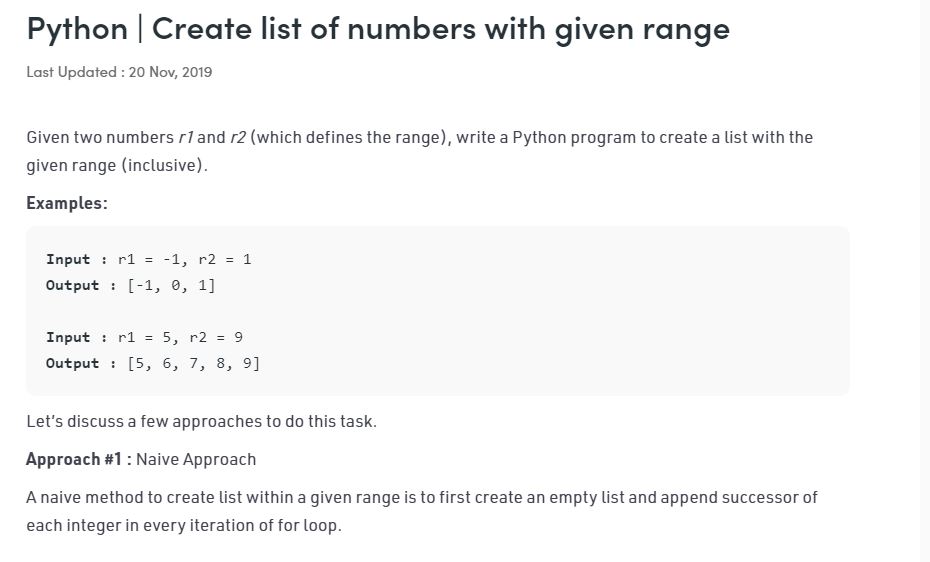 Python | Create list of numbers with given range
Last Updated : 20 Nov, 2019
Given two numbers r1 and r2 (which defines the range), write a Python program to create a list with the
given range (inclusive).
Examples:
Input : r1 = -1, r2 = 1
Output : [-1, 0, 1]
Input : r1 = 5, r2 = 9
Output : [5, 6, 7, 8, 9]
Let's discuss a few approaches to do this task.
Approach #1 : Naive Approach
A naive method to create list within a given range is to first create an empty list and append successor of
each integer in every iteration of for loop.